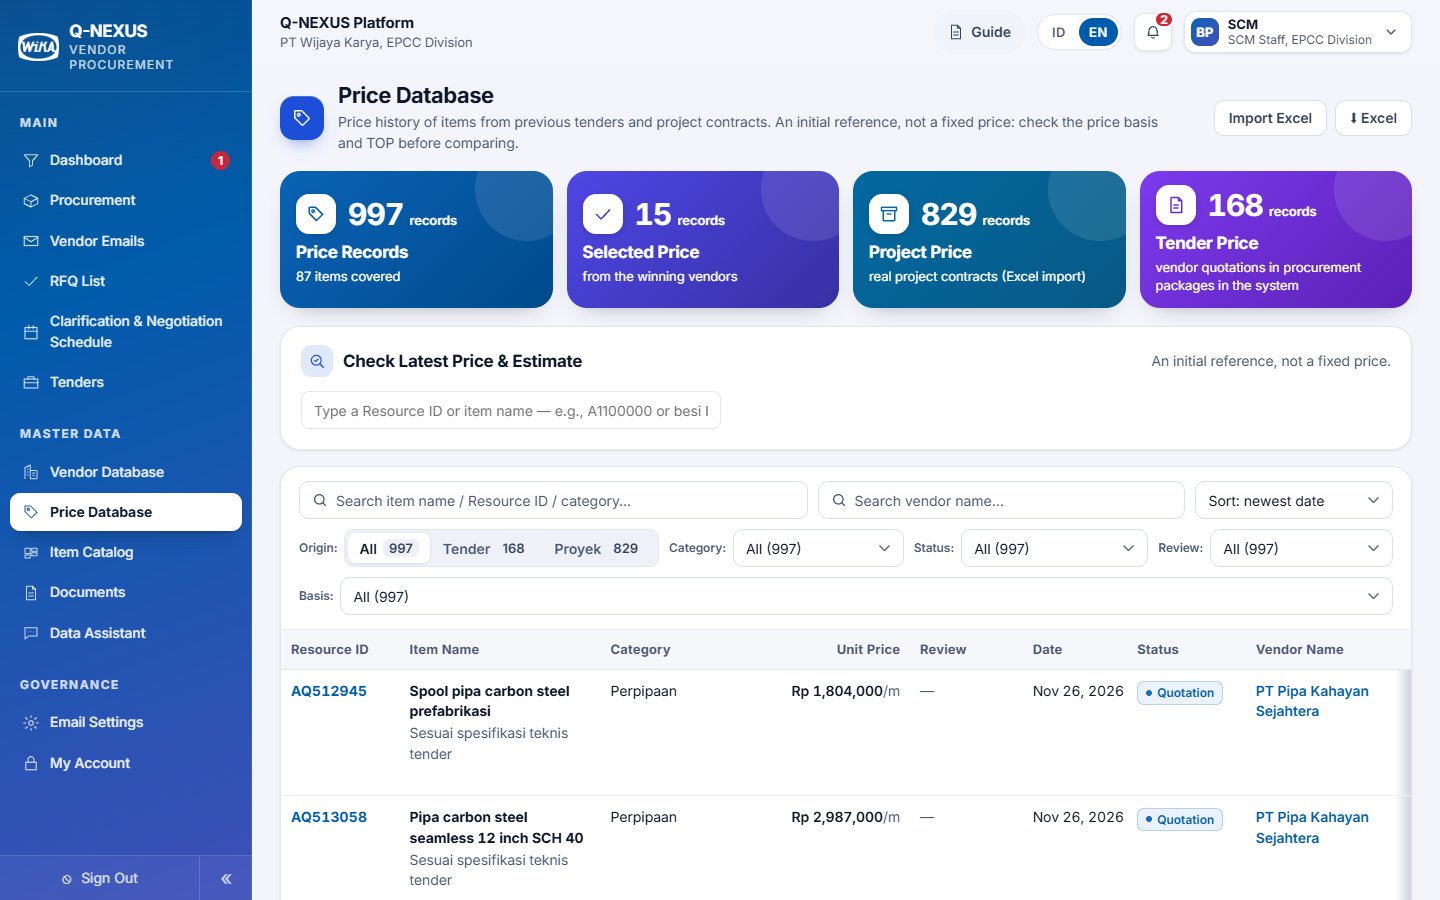 WIKA
Q-NEXUS
VENDOR
PROCUREMENT
MAIN
Dashboard 1
Procurement
Vendor Emails
RFQ List
Clarification & Negotiation
Schedule
Tenders
MASTER DATA
Vendor Database
Price Database
Item Catalog
Documents
Data Assistant
GOVERNANCE
Email Settings
My Account
Sign Out «
Q-NEXUS Platform
PT Wijaya Karya, EPCC Division
Guide
ID EN
2
BP
SCM
SCM Staff, EPCC Division
Price Database
Price history of items from previous tenders and project contracts. An initial reference, not a fixed price: check the price basis
and TOP before comparing.
Import Excel
⬇ Excel
997 records
Price Records
87 items covered
15 records
Selected Price
from the winning vendors
829 records
Project Price
real project contracts (Excel import)
168 records
Tender Price
vendor quotations in procurement
packages in the system
Check Latest Price & Estimate
An initial reference, not a fixed price.
Type a Resource ID or item name — e.g., A1100000 or besi
Search item name / Resource ID / category...
Search vendor name...
Sort: newest date
Origin: All 997 Tender 168 Proyek 829 Category: All (997) Status: All (997) Review: All (997)
Basis: All (997)
Resource ID Item Name Category Unit Price Review Date Status Vendor Name
AQ512945 Spool pipa carbon steel Perpipaan Rp 1,804,000/m — Nov 26, 2026 Quotation PT Pipa Kahayan
prefabrikasi Sejahtera
Sesuai spesifikasi teknis
tender
AQ513058 Pipa carbon steel Perpipaan Rp 2,987,000/m — Nov 26, 2026 Quotation PT Pipa Kahayan
seamless 12 inch SCH 40 Sejahtera
Sesuai spesifikasi teknis
tender